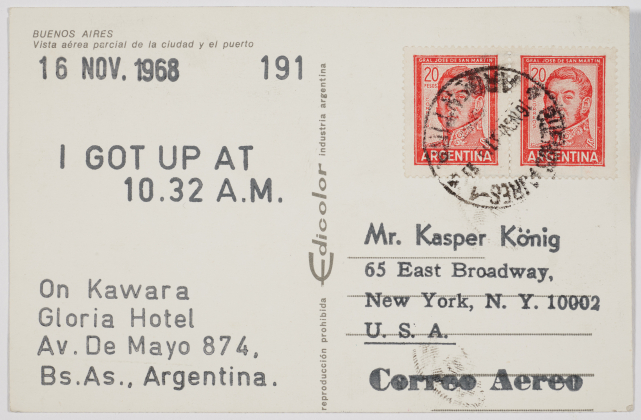 BUENOS AIRES
Vista aérea parcial de la ciudad y el puerto
16 NOV. 1968
191
I GOT UP AT
10.32 A.M.
On Kawara
Gloria Hotel
Av. De Mayo 874,
Bs.As., Argentina.
reproducción prohibida Edicolor industria argentina
GRAL. JOSE DE SAN MARTIN
20
PESOS
ARGENTINA
GRAL. JOSE DE SAN MARTIN
20
ARGENTINA
Mr. Kasper König
65 East Broadway,
New York, N. Y. 10002
U. S. A.
Correo Aereo